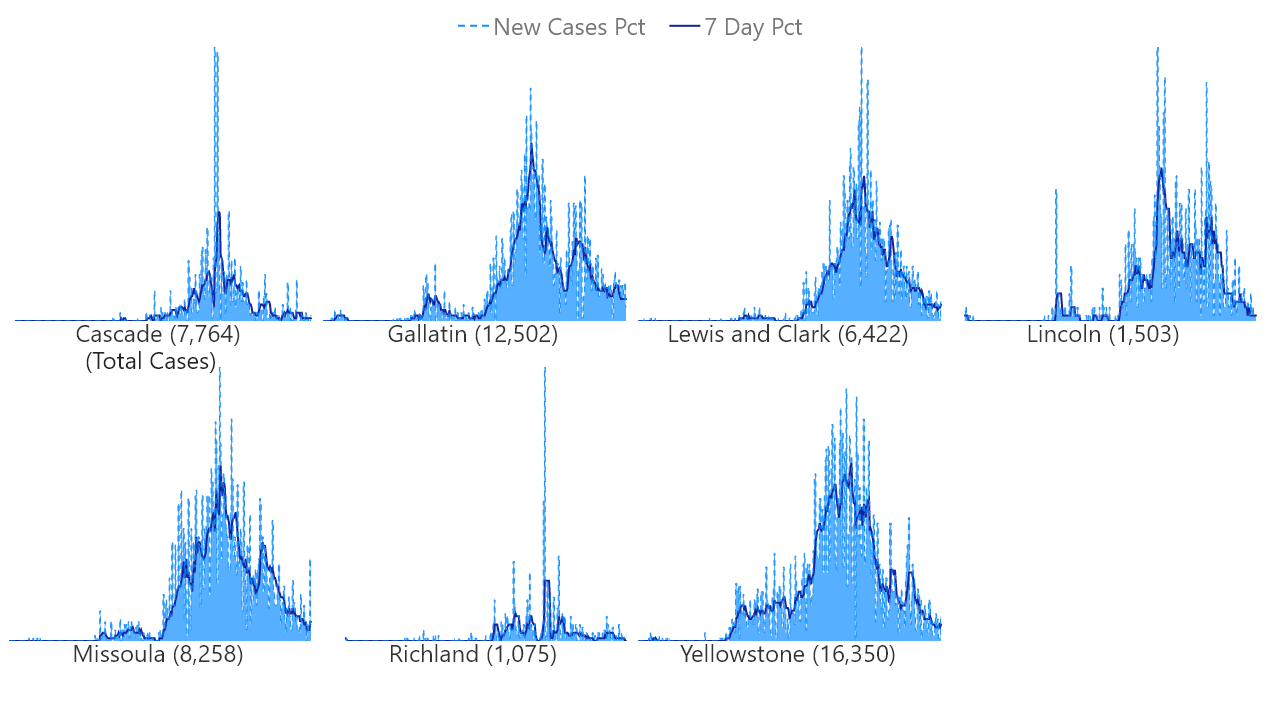 New Cases Pct 7 Day Pct
Cascade (7,764) Gallatin (12,502) Lewis and Clark (6,422) Lincoln (1,503)
(Total Cases)
Missoula (8,258) Richland (1,075) Yellowstone (16,350)